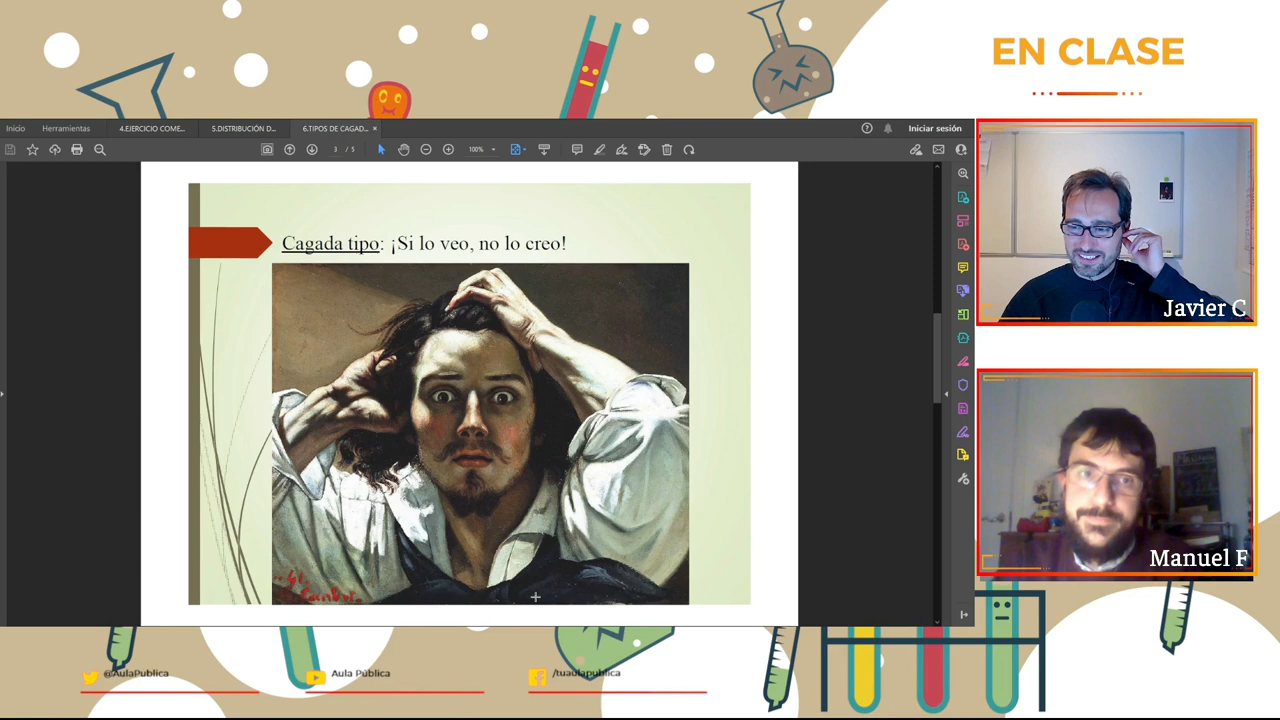 EN CLASE
Inicio
Herramientas
4.EJERCICIO COME...
5.DISTRIBUCIÓN D...
6.TIPOS DE CAGAD...
Iniciar sesión
3 / 5
100%
Cagada tipo: ¡Si lo veo, no lo creo!
Javier C
Manuel F
@AulaPublica
Aula Pública
/tuaulapublica